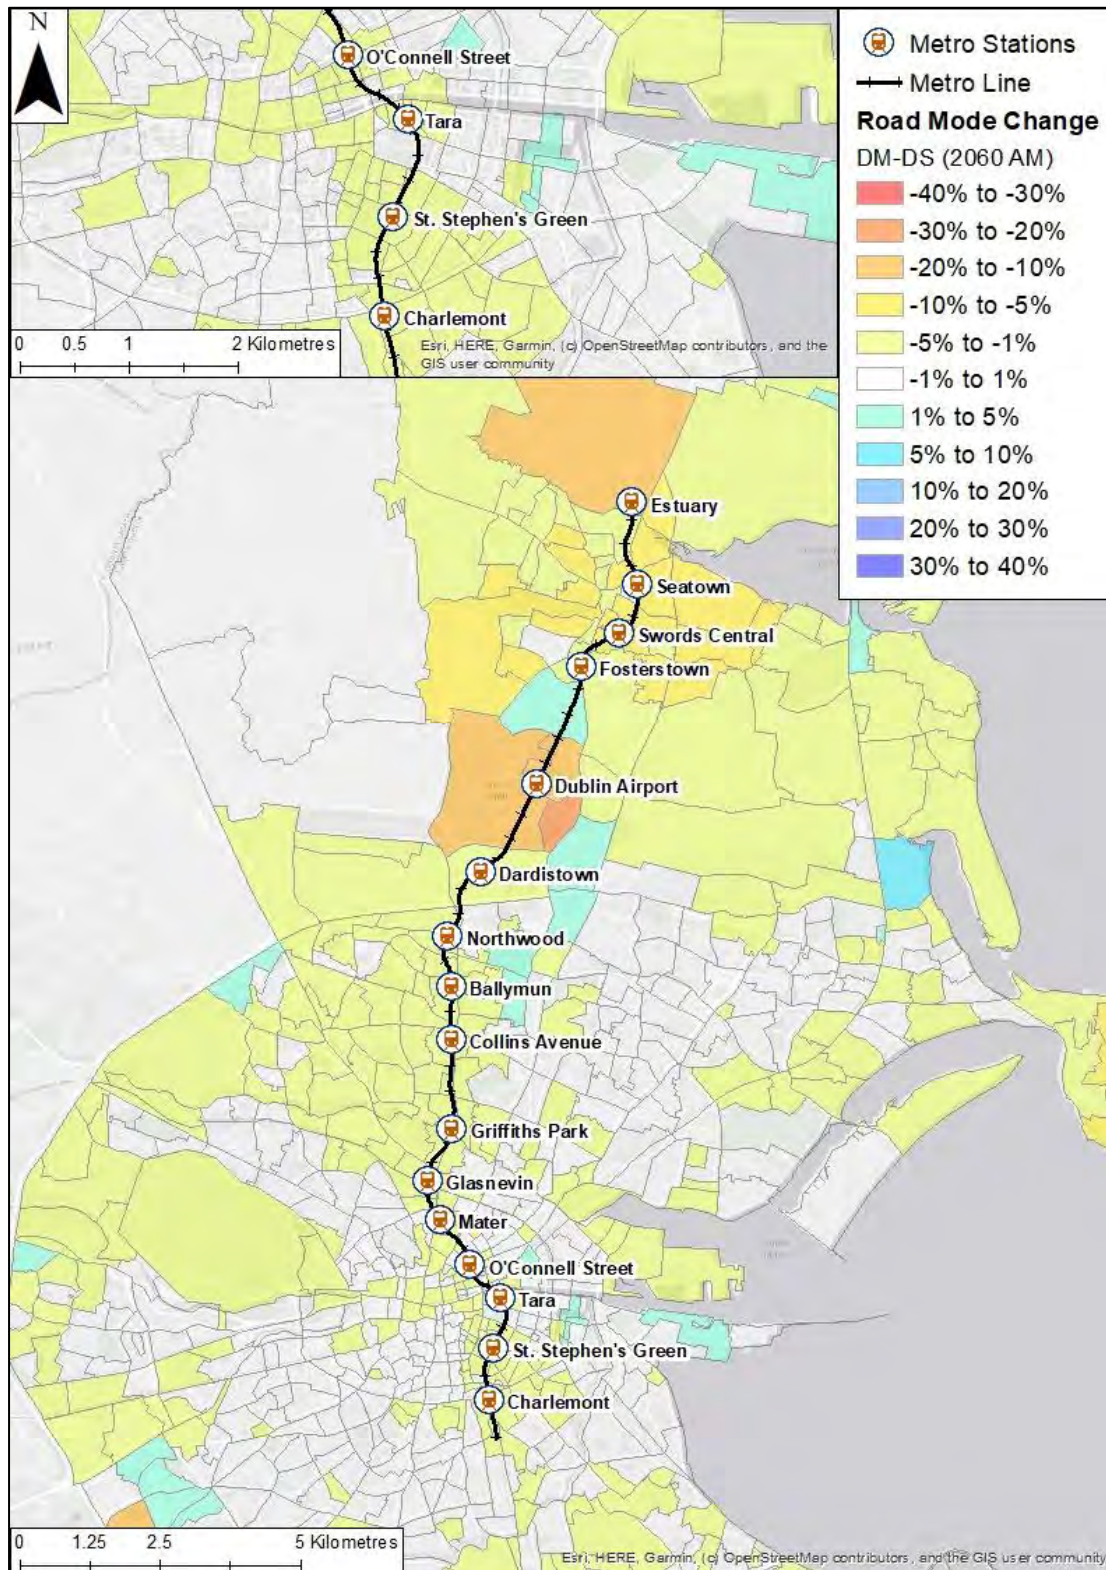 N
O'Connell Street
Tara
St. Stephen's Green
Charlemont
0 0.5 1 2 Kilometres
Esri, HERE, Garmin, (c) OpenStreetMap contributors, and the
GIS user community
Metro Stations
Metro Line
Road Mode Change
DM-DS (2060 AM)
-40% to -30%
-30% to -20%
-20% to -10%
-10% to -5%
-5% to -1%
-1% to 1%
1% to 5%
5% to 10%
10% to 20%
20% to 30%
30% to 40%
Estuary
Seatown
Swords Central
Fosterstown
Dublin Airport
Dardistown
Northwood
Ballymun
Collins Avenue
Griffiths Park
Glasnevin
Mater
O'Connell Street
Tara
St. Stephen's Green
Charlemont
0 1.25 2.5 5 Kilometres
Esri, HERE, Garmin, (c) OpenStreetMap contributors, and the GIS user community